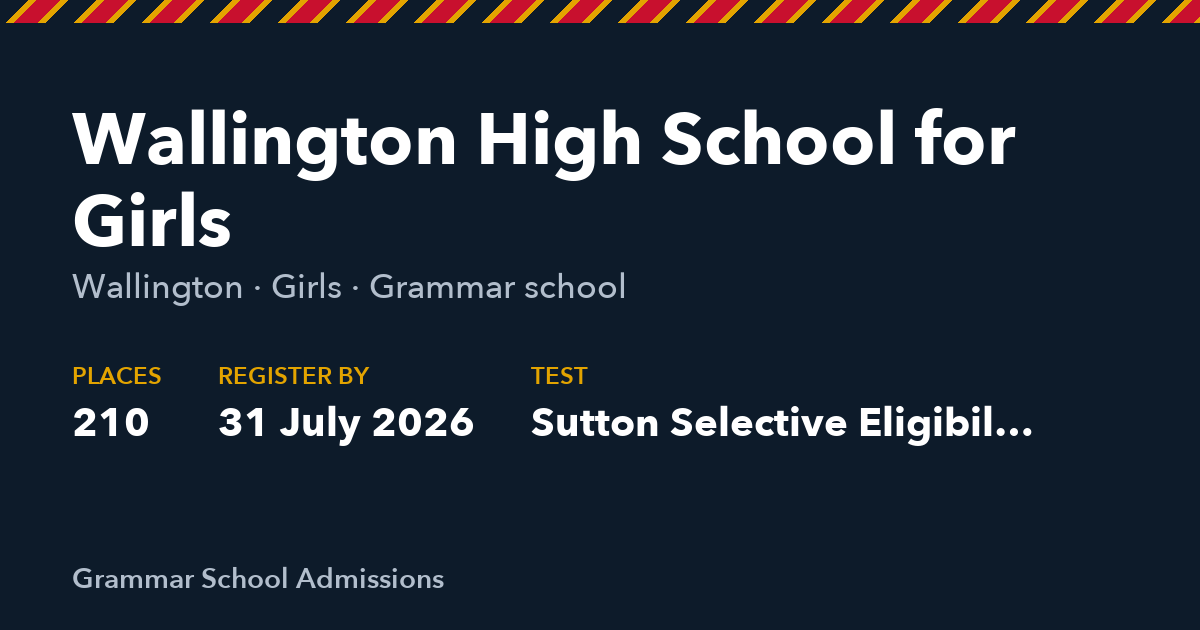 Wallington High School for
Girls
Wallington · Girls · Grammar school
PLACES REGISTER BY TEST
210 31 July 2026 Sutton Selective Eligibil...
Grammar School Admissions